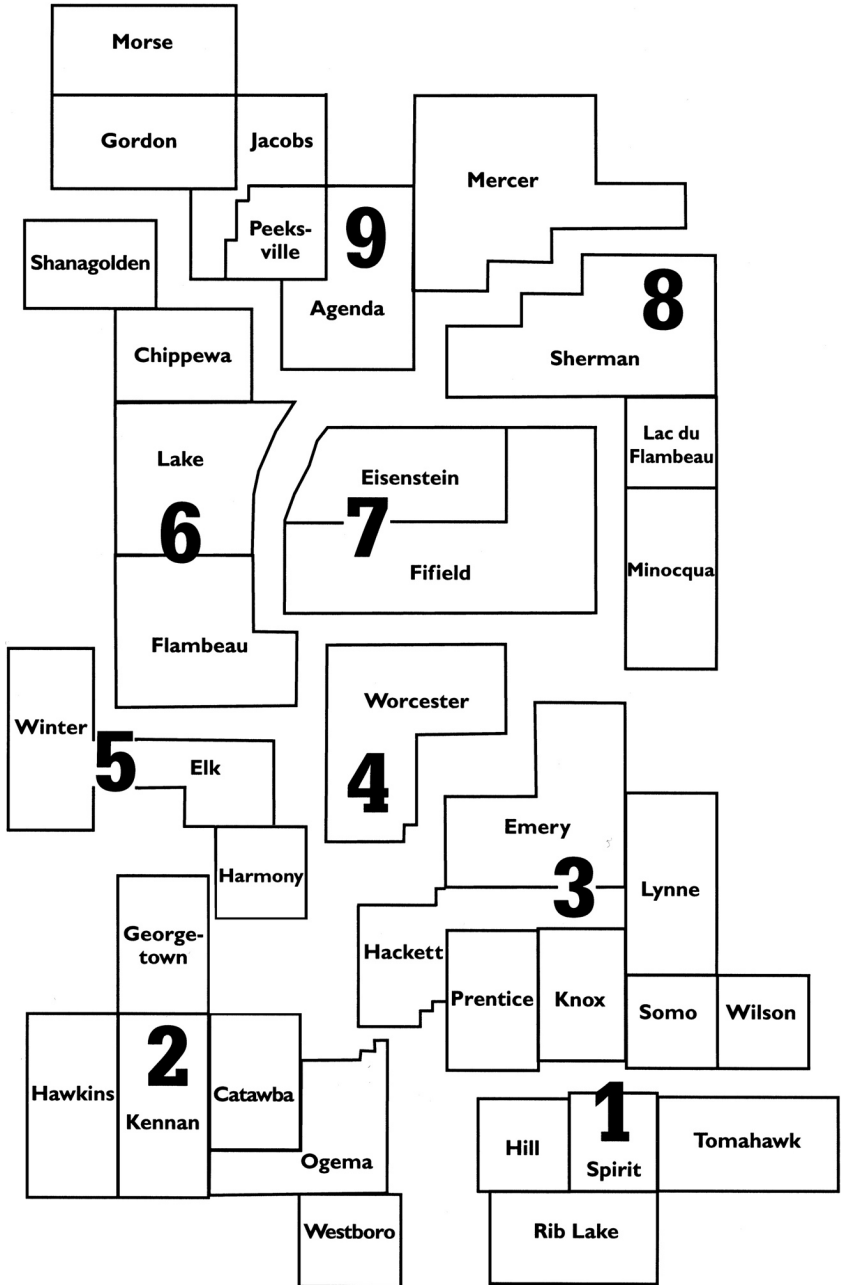 Morse
Gordon
Jacobs
Mercer
Peeks-
ville
9
Shanagolden
Agenda
8
Chippewa
Sherman
Lac du
Flambeau
Lake
Eisenstein
6
7
Fifield
Minocqua
Flambeau
Worcester
Winter
5
Elk
4
Emery
Harmony
3
Lynne
George-
town
Hackett
Prentice
Knox
Somo
Wilson
2
Hawkins
Kennan
Catawba
Ogema
1
Hill
Spirit
Tomahawk
Westboro
Rib Lake